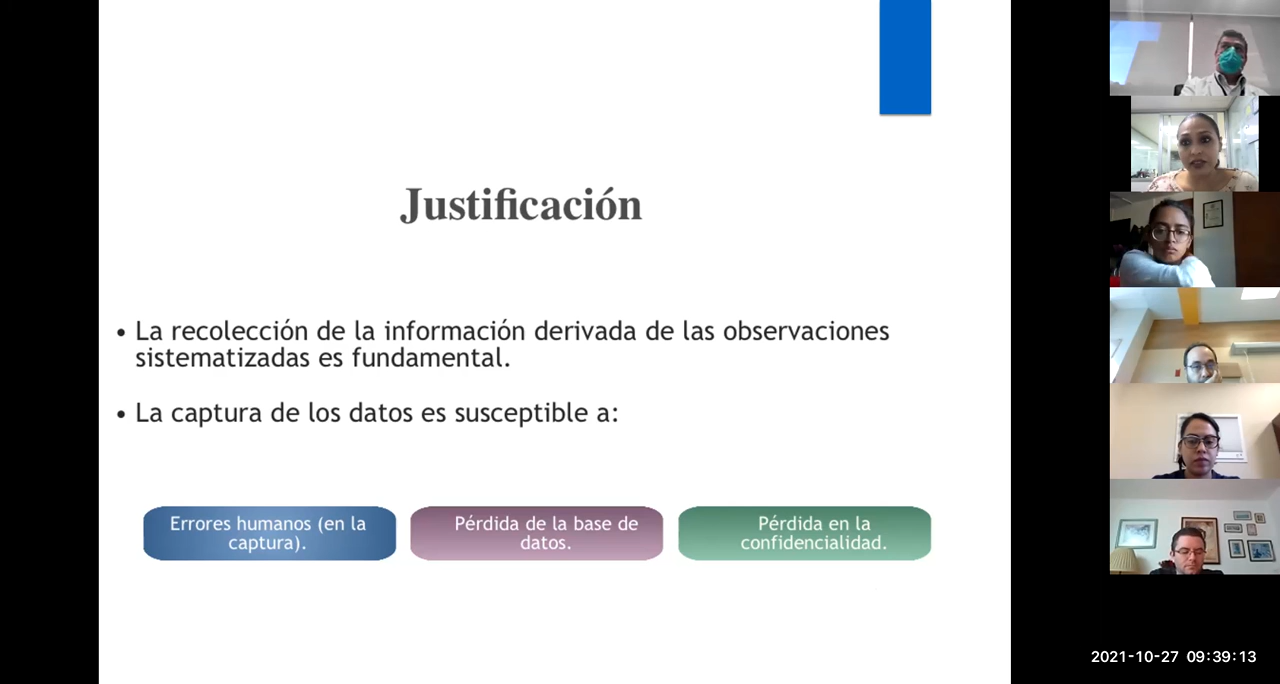 Justificación
• La recolección de la información derivada de las observaciones
sistematizadas es fundamental.
• La captura de los datos es susceptible a:
Errores humanos (en la
captura).
Pérdida de la base de
datos.
Pérdida en la
confidencialidad.
2021-10-27 09:39:13